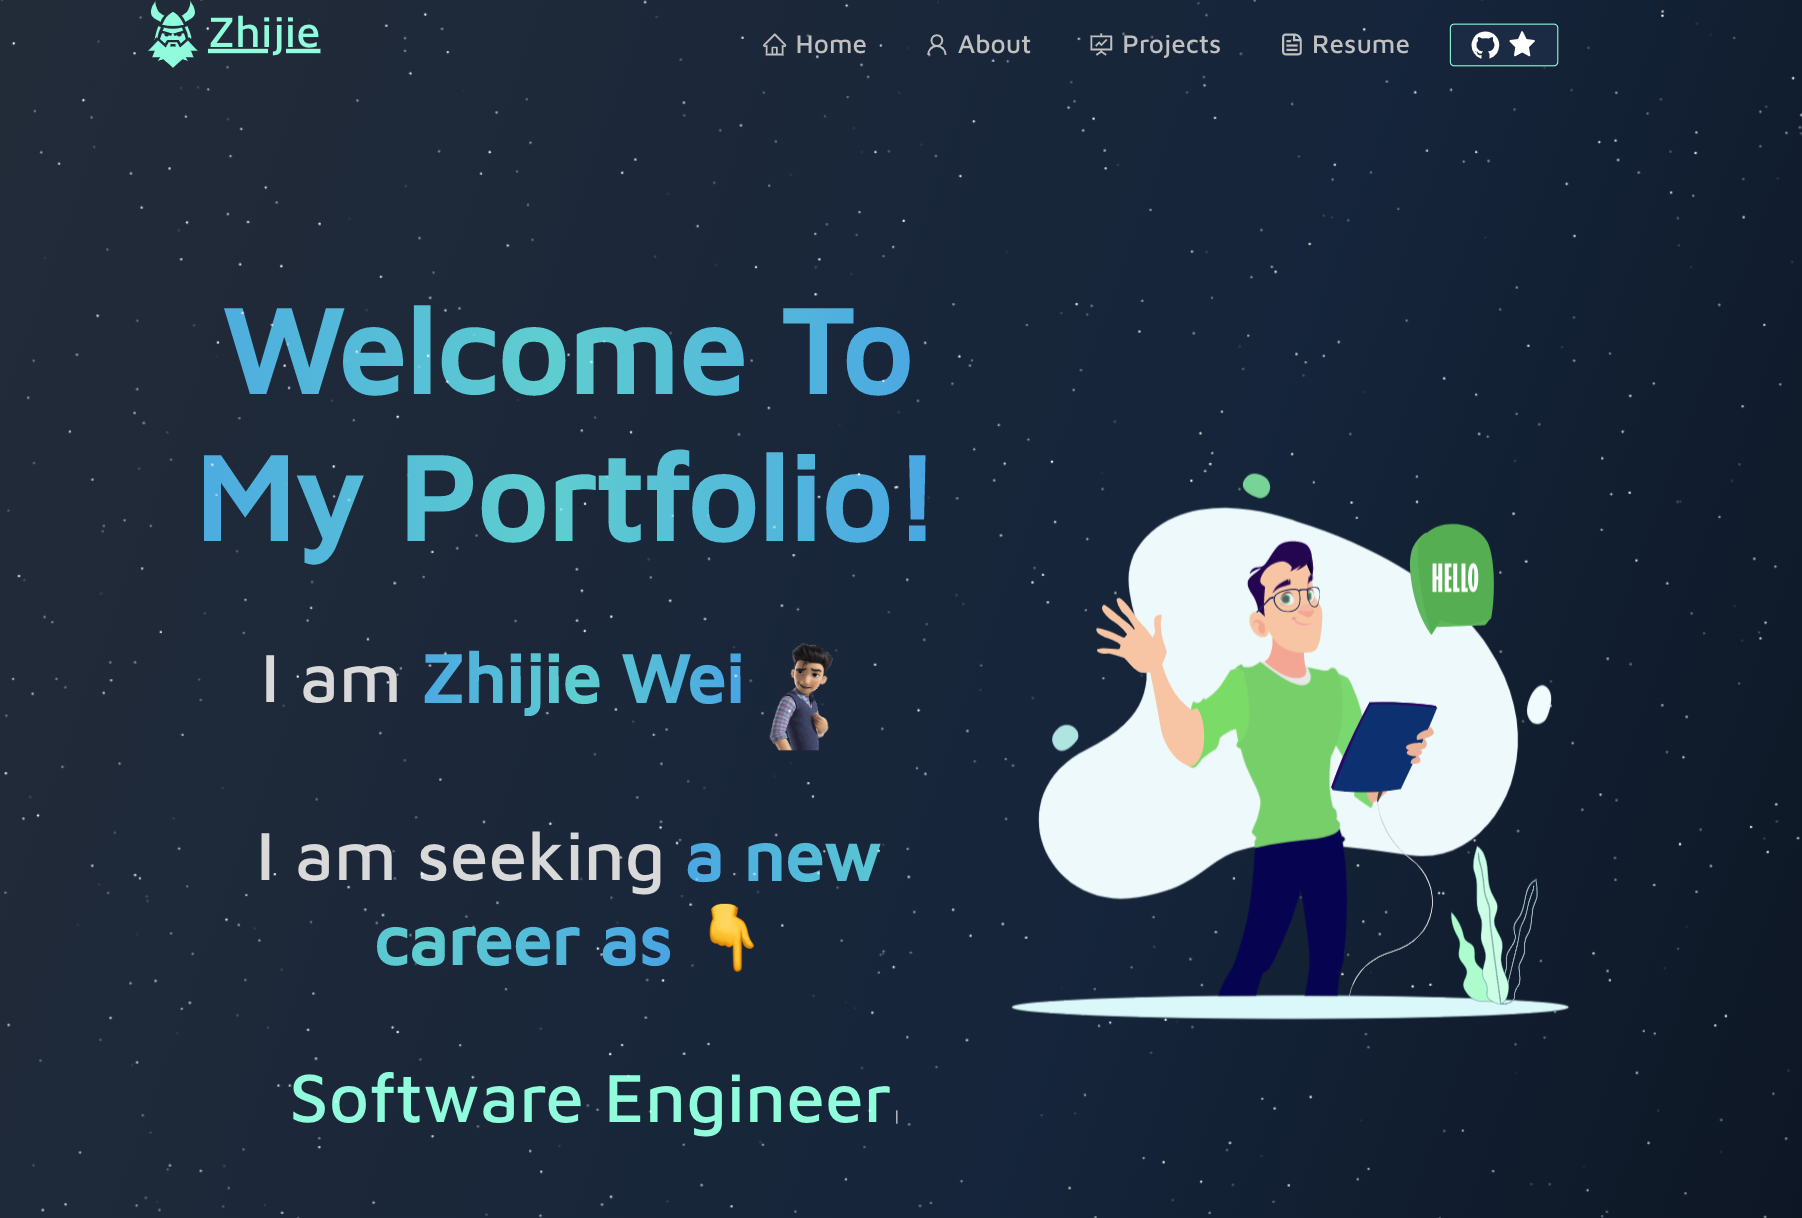 Zhijie
Home
About
Projects
Resume
Welcome To
My Portfolio!
I am Zhijie Wei
HELLO
I am seeking a new
career as 👇
Software Engineer